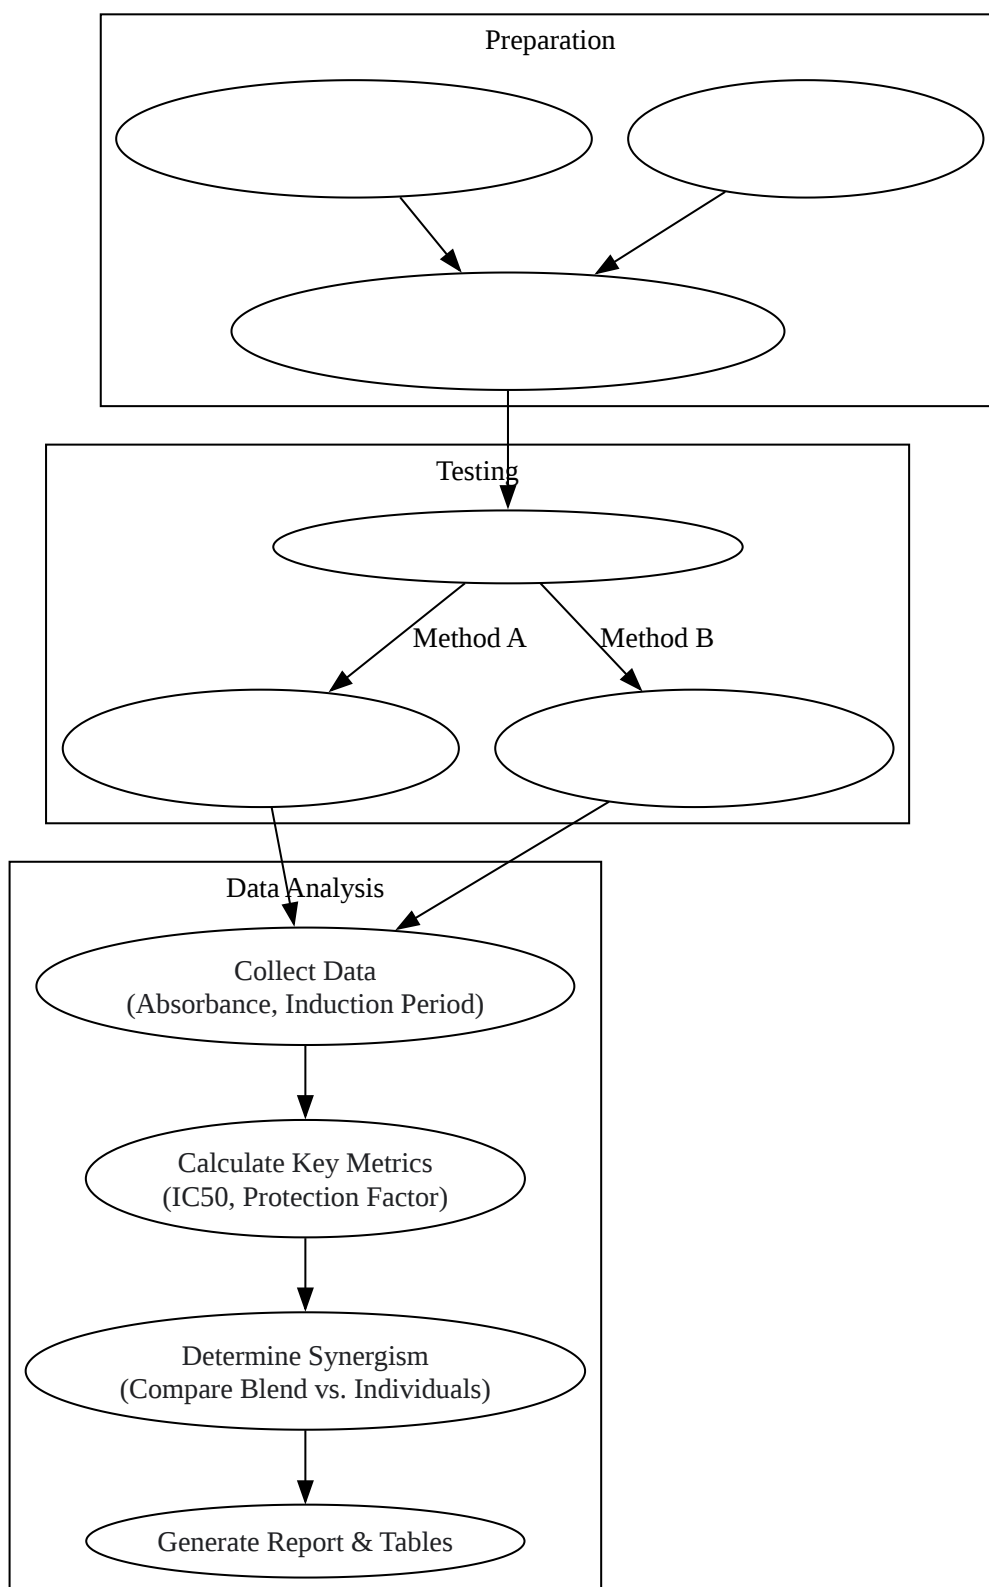 Preparation
Testing
Method A
Method B
Data Analysis
Collect Data
(Absorbance, Induction Period)
Calculate Key Metrics
(IC50, Protection Factor)
Determine Synergism
(Compare Blend vs. Individuals)
Generate Report & Tables